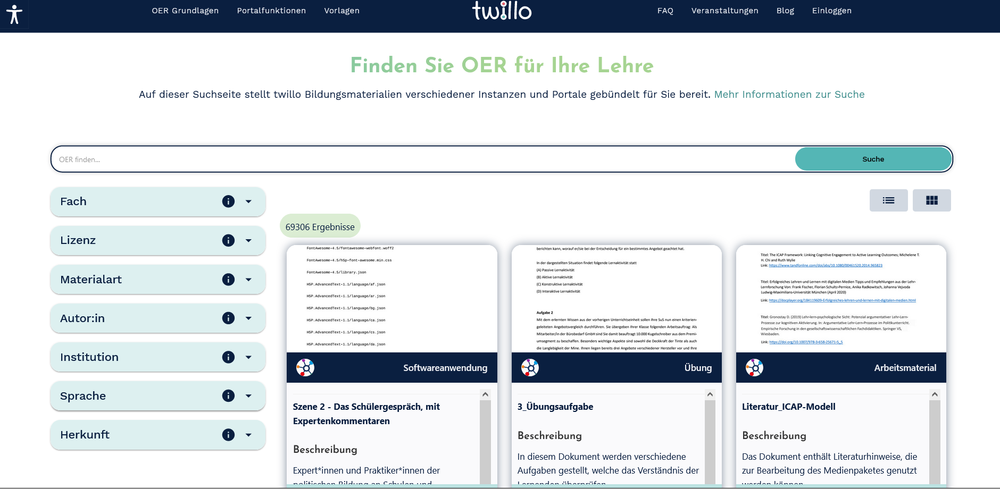 OER Grundlagen Portalfunktionen Vorlagen twillo FAQ Veranstaltungen Blog Einloggen
Finden Sie OER für Ihre Lehre
Auf dieser Suchseite stellt twillo Bildungsmaterialien verschiedener Instanzen und Portale gebündelt für Sie bereit. Mehr Informationen zur Suche
OER finden...
Suche
Fach
Lizenz
Materialart
Autor:in
Institution
Sprache
Herkunft
69306 Ergebnisse
FontAwesome-4.5/fontawesome-webfont.woff2
FontAwesome-4.5/h5p-font-awesome.min.css
FontAwesome-4.5/library.json
H5P.AdvancedText-1.1/language/af.json
H5P.AdvancedText-1.1/language/ar.json
H5P.AdvancedText-1.1/language/bg.json
H5P.AdvancedText-1.1/language/ca.json
H5P.AdvancedText-1.1/language/cs.json
H5P.AdvancedText-1.1/language/da.json
Softwareanwendung
Szene 2 - Das Schülergespräch, mit
Expertenkommentaren
Beschreibung
Expert*innen und Praktiker*innen der
politischen Bildung an Schulen und
berichten kann, worauf er/sie bei der Entscheidung für ein bestimmtes Angebot geachtet hat.
In der dargestellten Situation findet folgende Lernaktivität statt
(A) Passive Lernaktivität
(B) Aktive Lernaktivität
(C) Konstruktive Lernaktivität
(D) Interaktive Lernaktivität
Aufgabe 2
Mit dem erlernten Wissen aus der vorherigen Unterrichtseinheit sollen Ihre SuS nun einen kriterien-
geleiteten Angebotsvergleich durchführen. Sie übergeben Ihrer Klasse folgenden Arbeitsauftrag: Als
Mitarbeiter/in der Bürobedarf GmbH sind Sie damit beauftragt 10.000 Kugelschreiber aus dem Premi-
umsegment zu beschaffen. Besonders wichtige Aspekte sind sowohl die Deckkraft der Tinte als auch
die Langlebigkeit der Mine. Ihnen liegen bereits drei Angebote verschiedener Hersteller vor und Ihre
Übung
3_Übungsaufgabe
Beschreibung
In diesem Dokument werden verschiedene
Aufgaben gestellt, welche das Verständnis der
Lernenden überprüfen
Titel: The ICAP Framework: Linking Cognitive Engagement to Active Learning Outcomes; Michelene T.
H. Chi and Ruth Wylie
Link: https://www.tandfonline.com/doi/abs/10.1080/00461520.2014.965823
Titel: Erfolgreiches Lehren und Lernen mit digitalen Medien Tipps und Empfehlungen aus der Lehr-
Lernforschung Von: Frank Fischer, Florian Schultz-Pernice, Anika Radkowitsch, Johanna Vejvoda
Ludwig-Maximilians-Universität München (April 2020)
Link: https://docplayer.org/184119609-Erfolgreiches-lehren-und-lernen-mit-digitalen-medien.html
Titel: Gronostay D. (2019) Lehr-lern-psychologische Sicht: Potenzial argumentativer Lehr-Lern-
Prozesse zur kognitiven Aktivierung. In: Argumentative Lehr-Lern-Prozesse im Politikunterricht.
Empirische Forschung in den gesellschaftswissenschaftlichen Fachdidaktiken. Springer VS,
Wiesbaden.
Link: https://doi.org/10.1007/978-3-658-25671-5_5
Arbeitsmaterial
Literatur_ICAP-Modell
Beschreibung
Das Dokument enthält Literaturhinweise, die
zur Bearbeitung des Medienpaketes genutzt
werden können